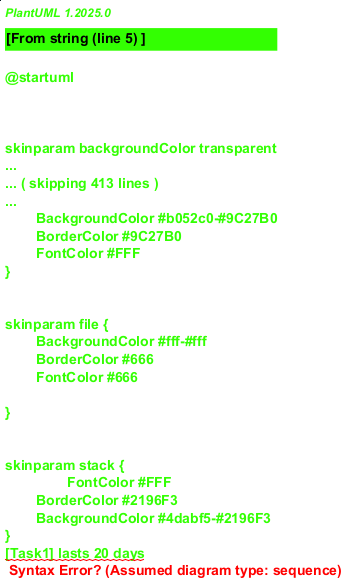 PlantUML 1.2025.0
[From string (line 5) ]
@startuml
skinparam backgroundColor transparent
...
... ( skipping 413 lines )
...
BackgroundColor #b052c0-#9C27B0
BorderColor #9C27B0
FontColor #FFF
}
skinparam file {
BackgroundColor #fff-#fff
BorderColor #666
FontColor #666
}
skinparam stack {
FontColor #FFF
BorderColor #2196F3
BackgroundColor #4dabf5-#2196F3
}
[Task1] lasts 20 days
Syntax Error? (Assumed diagram type: sequence)